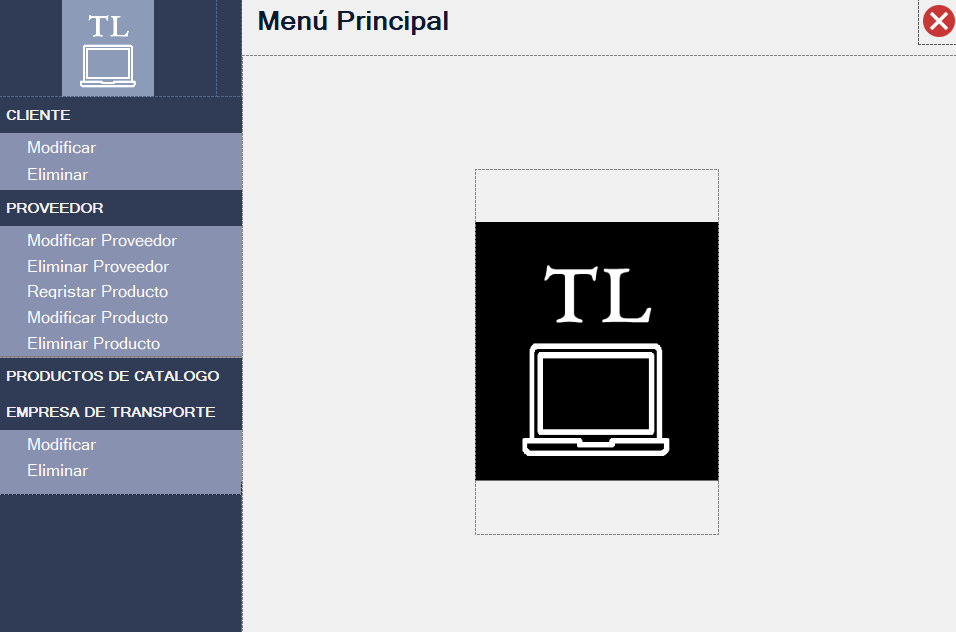 TL
Menú Principal
CLIENTE
Modificar
Eliminar
PROVEEDOR
Modificar Proveedor
Eliminar Proveedor
Reqristar Producto
Modificar Producto
Eliminar Producto
PRODUCTOS DE CATALOGO
EMPRESA DE TRANSPORTE
Modificar
Eliminar
TL